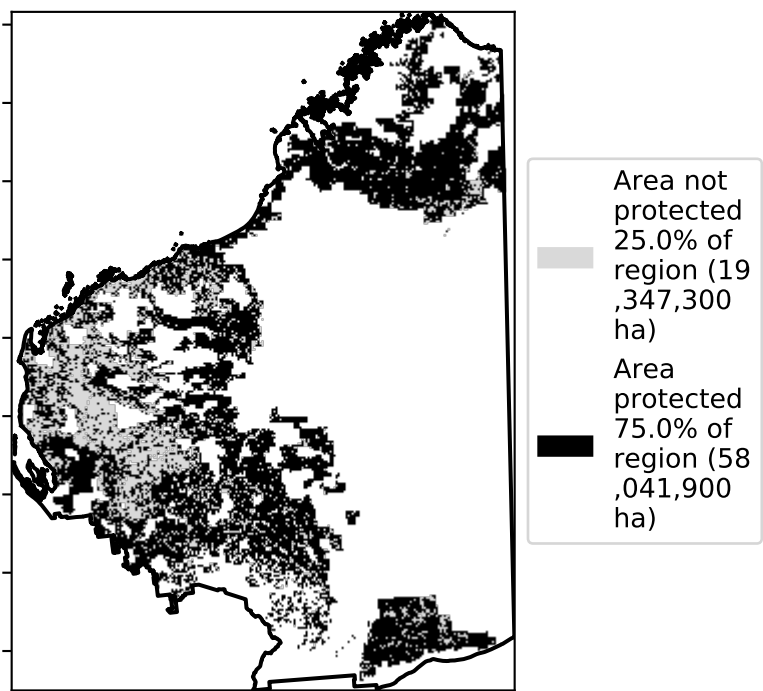 Area not
protected
25.0% of
region (19
,347,300
ha)
Area
protected
75.0% of
region (58
,041,900
ha)